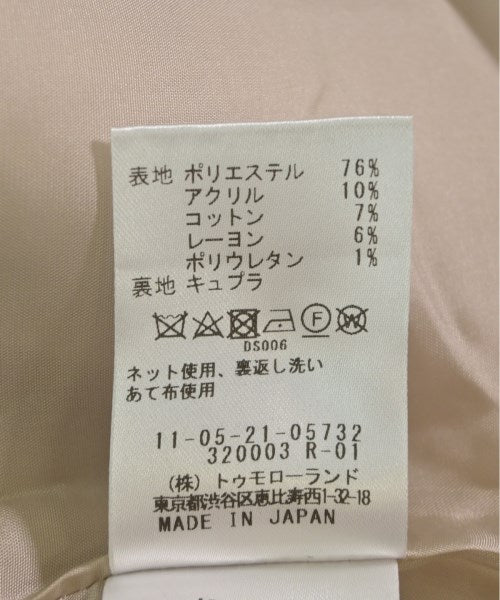 表地 ポリエステル 76%
アクリル 10%
コットン 7%
レーヨン 6%
ポリウレタン 1%
裏地 キュプラ
F W
DS006
ネット使用、裏返し洗い
あて布使用
11-05-21-05732
320003 R-01
(株) トゥモローランド
東京都渋谷区恵比寿西1-32-18
MADE IN JAPAN